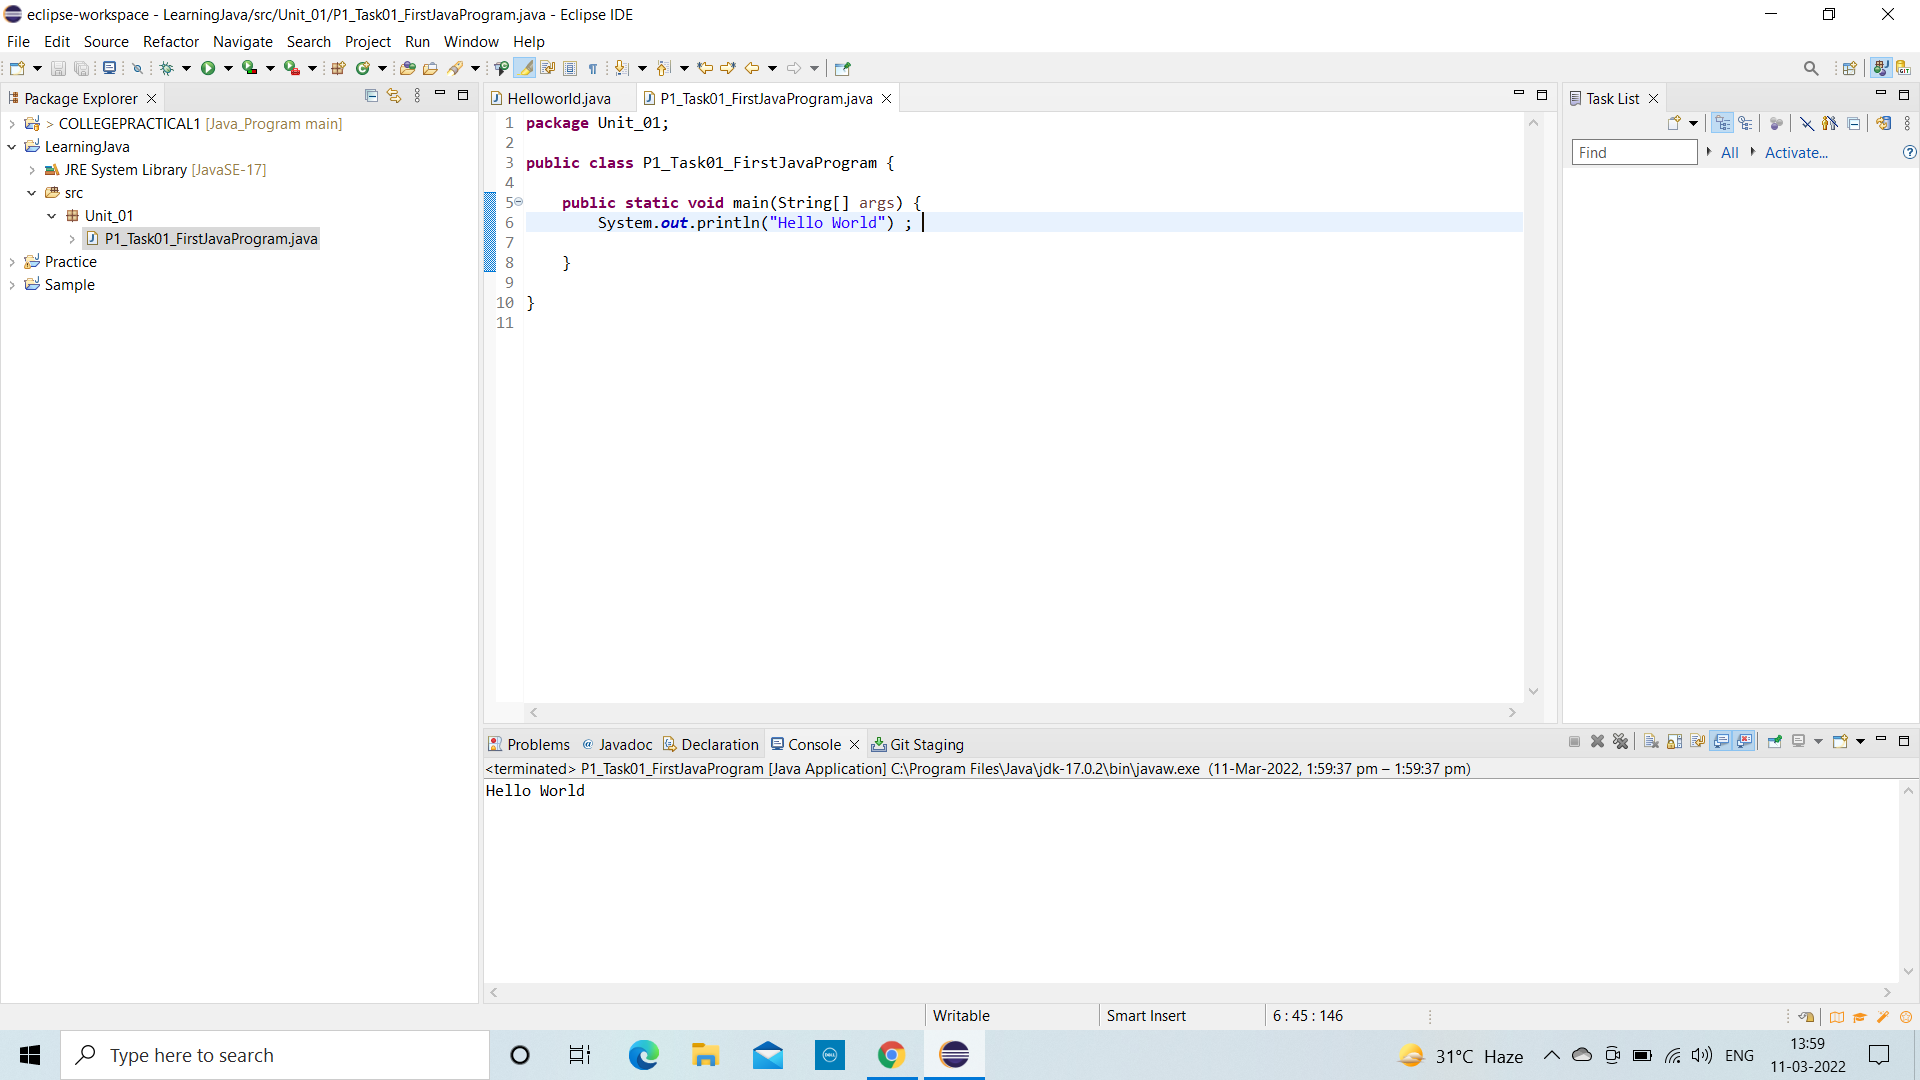 eclipse-workspace - LearningJava/src/Unit_01/P1_Task01_FirstJavaProgram.java - Eclipse IDE
File Edit Source Refactor Navigate Search Project Run Window Help
Package Explorer
> COLLEGEPRACTICAL1 [Java_Program main]
LearningJava
JRE System Library [JavaSE-17]
src
Unit_01
P1_Task01_FirstJavaProgram.java
Practice
Sample
Helloworld.java P1_Task01_FirstJavaProgram.java
1 package Unit_01;
2
3 public class P1_Task01_FirstJavaProgram {
4
5 public static void main(String[] args) {
6 System.out.println("Hello World") ;
7
8 }
9
10 }
11
Task List
Find All Activate...
Problems Javadoc Declaration Console Git Staging
<terminated> P1_Task01_FirstJavaProgram [Java Application] C:\Program Files\Java\jdk-17.0.2\bin\javaw.exe (11-Mar-2022, 1:59:37 pm – 1:59:37 pm)
Hello World
Writable Smart Insert 6 : 45 : 146
Type here to search
31°C Haze
ENG
13:59
11-03-2022